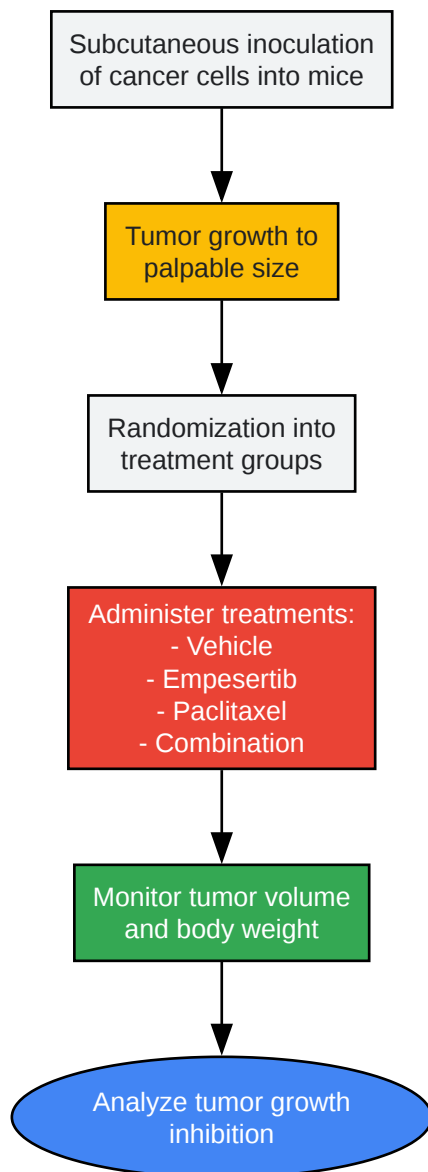 Subcutaneous inoculation
of cancer cells into mice
Tumor growth to
palpable size
Randomization into
treatment groups
Administer treatments:
- Vehicle
- Empesertib
- Paclitaxel
- Combination
Monitor tumor volume
and body weight
Analyze tumor growth
inhibition